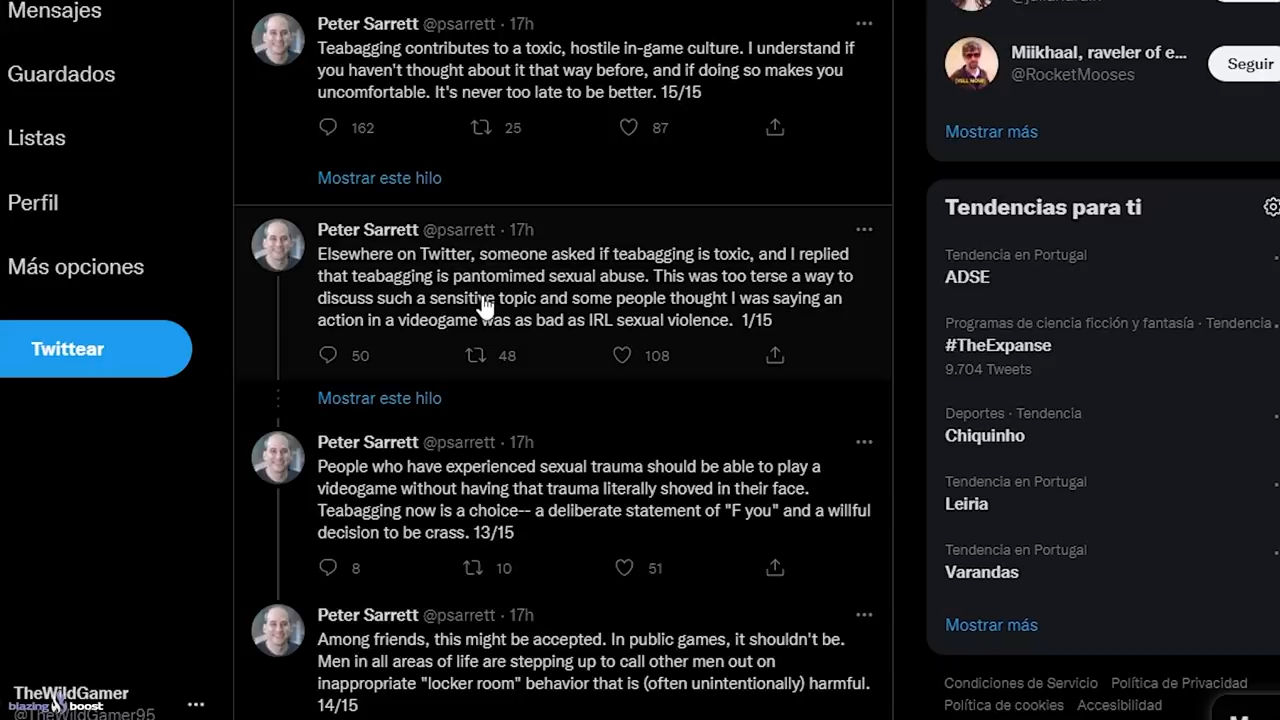 Mensajes
Guardados
Listas
Perfil
Más opciones
Twittear
TheWildGamer
@TheWildGamer95
blazing boost
Peter Sarrett @psarrett · 17h
Teabagging contributes to a toxic, hostile in-game culture. I understand if
you haven't thought about it that way before, and if doing so makes you
uncomfortable. It's never too late to be better. 15/15
162 25 87
Mostrar este hilo
Peter Sarrett @psarrett · 17h
Elsewhere on Twitter, someone asked if teabagging is toxic, and I replied
that teabagging is pantomimed sexual abuse. This was too terse a way to
discuss such a sensitive topic and some people thought I was saying an
action in a videogame was as bad as IRL sexual violence. 1/15
50 48 108
Mostrar este hilo
Peter Sarrett @psarrett · 17h
People who have experienced sexual trauma should be able to play a
videogame without having that trauma literally shoved in their face.
Teabagging now is a choice-- a deliberate statement of "F you" and a willful
decision to be crass. 13/15
8 10 51
Peter Sarrett @psarrett · 17h
Among friends, this might be accepted. In public games, it shouldn't be.
Men in all areas of life are stepping up to call other men out on
inappropriate "locker room" behavior that is (often unintentionally) harmful.
14/15
Miikhaal, raveler of e...
@RocketMooses
Seguir
Mostrar más
Tendencias para ti
Tendencia en Portugal
ADSE
Programas de ciencia ficción y fantasía · Tendencia
#TheExpanse
9.704 Tweets
Deportes · Tendencia
Chiquinho
Tendencia en Portugal
Leiria
Tendencia en Portugal
Varandas
Mostrar más
Condiciones de Servicio Política de Privacidad
Política de cookies Accesibilidad